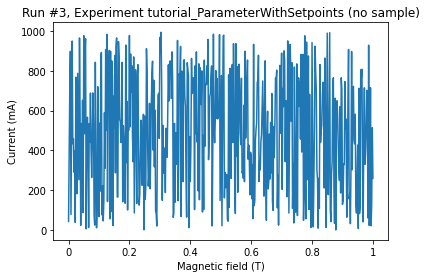 Run #3, Experiment tutorial_ParameterWithSetpoints (no sample)
1000
800
600
400
200
0
Current (mA)
0 0.2 0.4 0.6 0.8 1
Magnetic field (T)